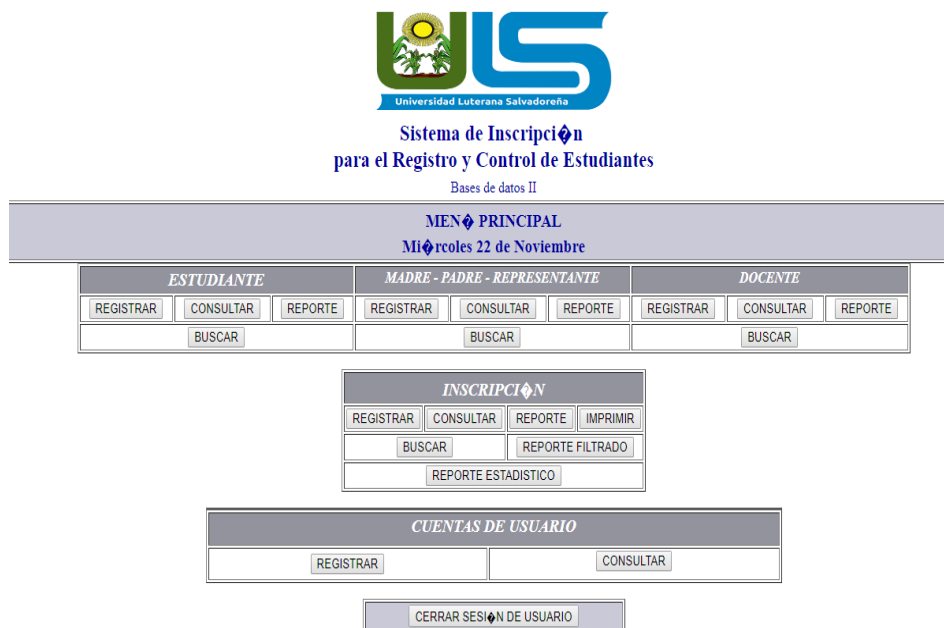 ULS
Universidad Luterana Salvadoreña
Sistema de Inscripci�n
para el Registro y Control de Estudiantes
Bases de datos II
MEN� PRINCIPAL
Mi�rcoles 22 de Noviembre
ESTUDIANTE MADRE - PADRE - REPRESENTANTE DOCENTE
REGISTRAR CONSULTAR REPORTE REGISTRAR CONSULTAR REPORTE REGISTRAR CONSULTAR REPORTE
BUSCAR BUSCAR BUSCAR
INSCRIPCI�N
REGISTRAR CONSULTAR REPORTE IMPRIMIR
BUSCAR REPORTE FILTRADO
REPORTE ESTADISTICO
CUENTAS DE USUARIO
REGISTRAR CONSULTAR
CERRAR SESI�N DE USUARIO